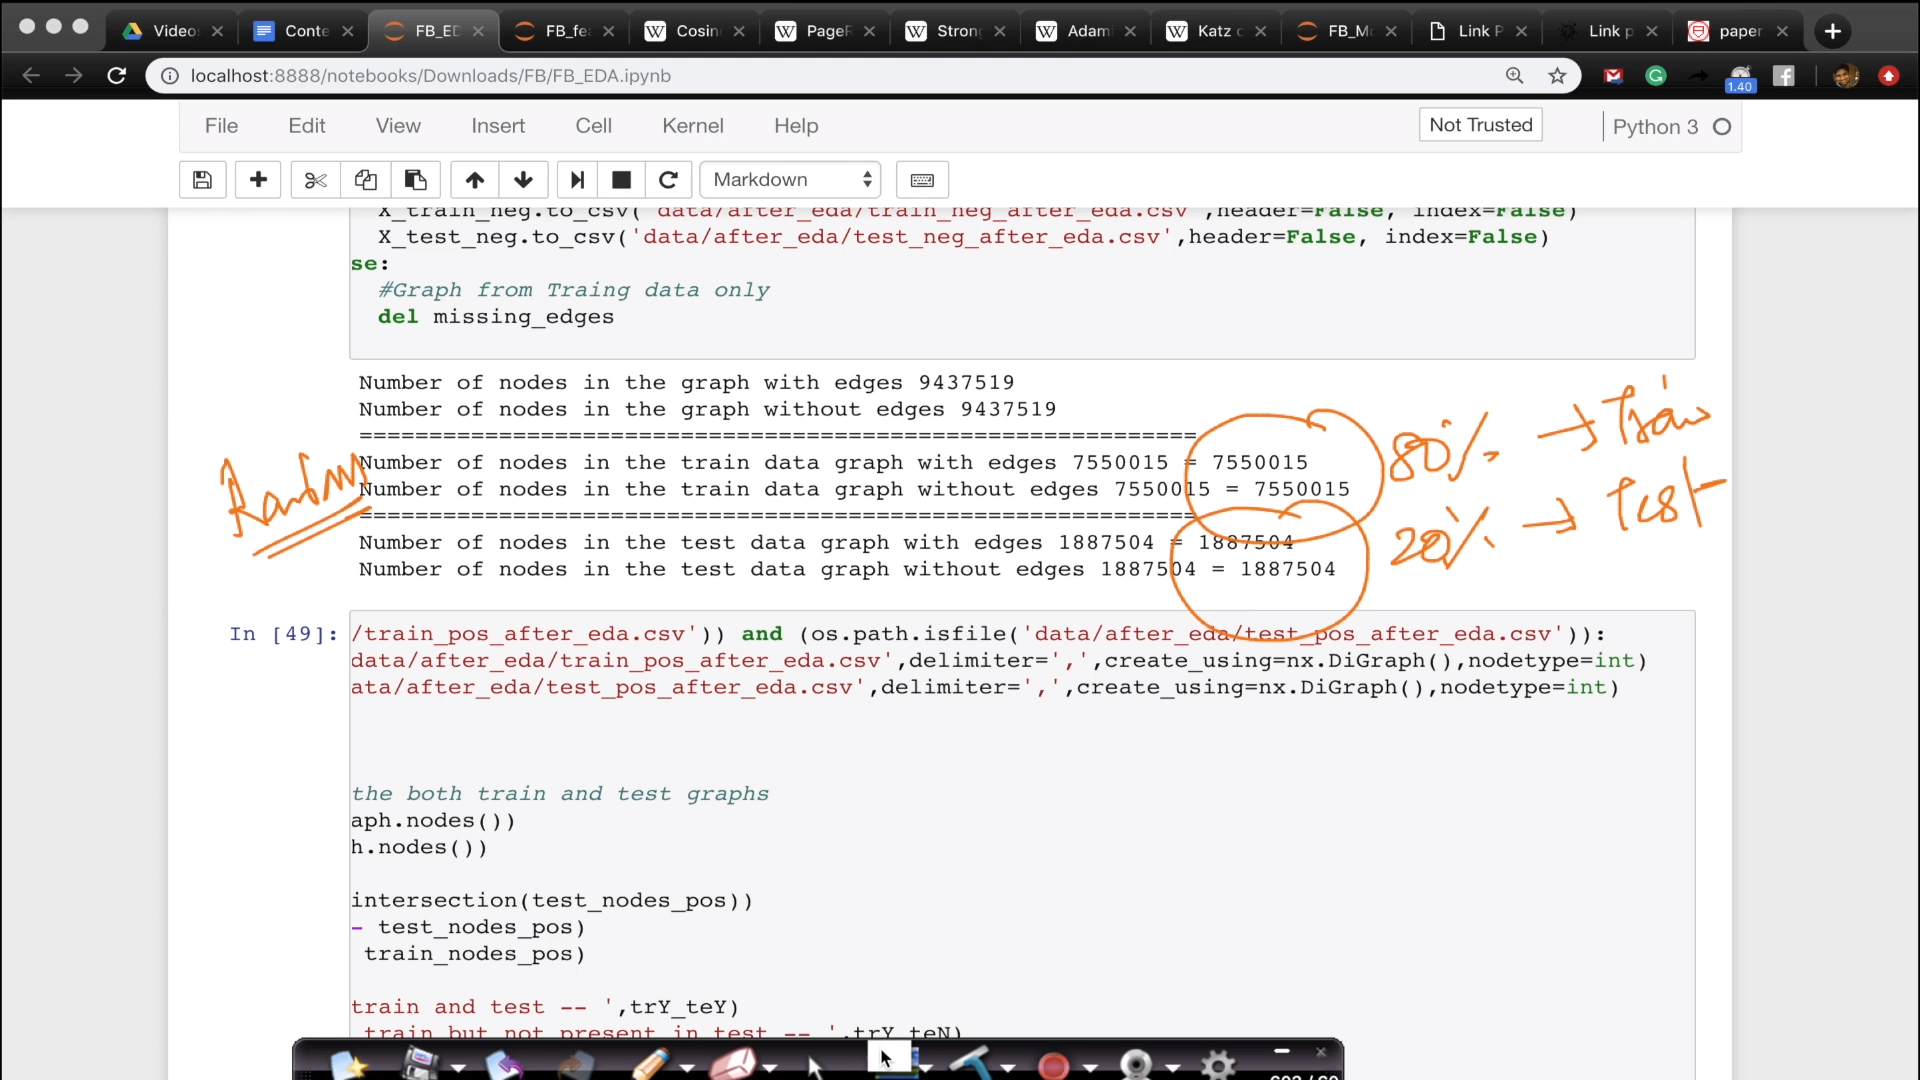 Video
Conte
FB_ED
FB_fe
Cosin
PageR
Stron
Adam
Katz c
FB_M
Link P
Link p
paper
localhost:8888/notebooks/Downloads/FB/FB_EDA.ipynb
1.40
File Edit View Insert Cell Kernel Help
Not Trusted
Python 3
Markdown
X_train_neg.to_csv('data/after_eda/train_neg_after_eda.csv',header=False, index=False)
X_test_neg.to_csv('data/after_eda/test_neg_after_eda.csv',header=False, index=False)
se:
#Graph from Traing data only
del missing_edges
Number of nodes in the graph with edges 9437519
Number of nodes in the graph without edges 9437519
=====================================================
Number of nodes in the train data graph with edges 7550015 = 7550015
Number of nodes in the train data graph without edges 7550015 = 7550015
=====================================================
Number of nodes in the test data graph with edges 1887504 = 1887504
Number of nodes in the test data graph without edges 1887504 = 1887504
80% → Train
20% → Test
In [49]:
/train_pos_after_eda.csv')) and (os.path.isfile('data/after_eda/test_pos_after_eda.csv')):
data/after_eda/train_pos_after_eda.csv',delimiter=',',create_using=nx.DiGraph(),nodetype=int)
ata/after_eda/test_pos_after_eda.csv',delimiter=',',create_using=nx.DiGraph(),nodetype=int)
the both train and test graphs
aph.nodes())
h.nodes())
intersection(test_nodes_pos))
- test_nodes_pos)
train_nodes_pos)
train and test -- ',trY_teY)
train but not present in test -- ',trY_teN)